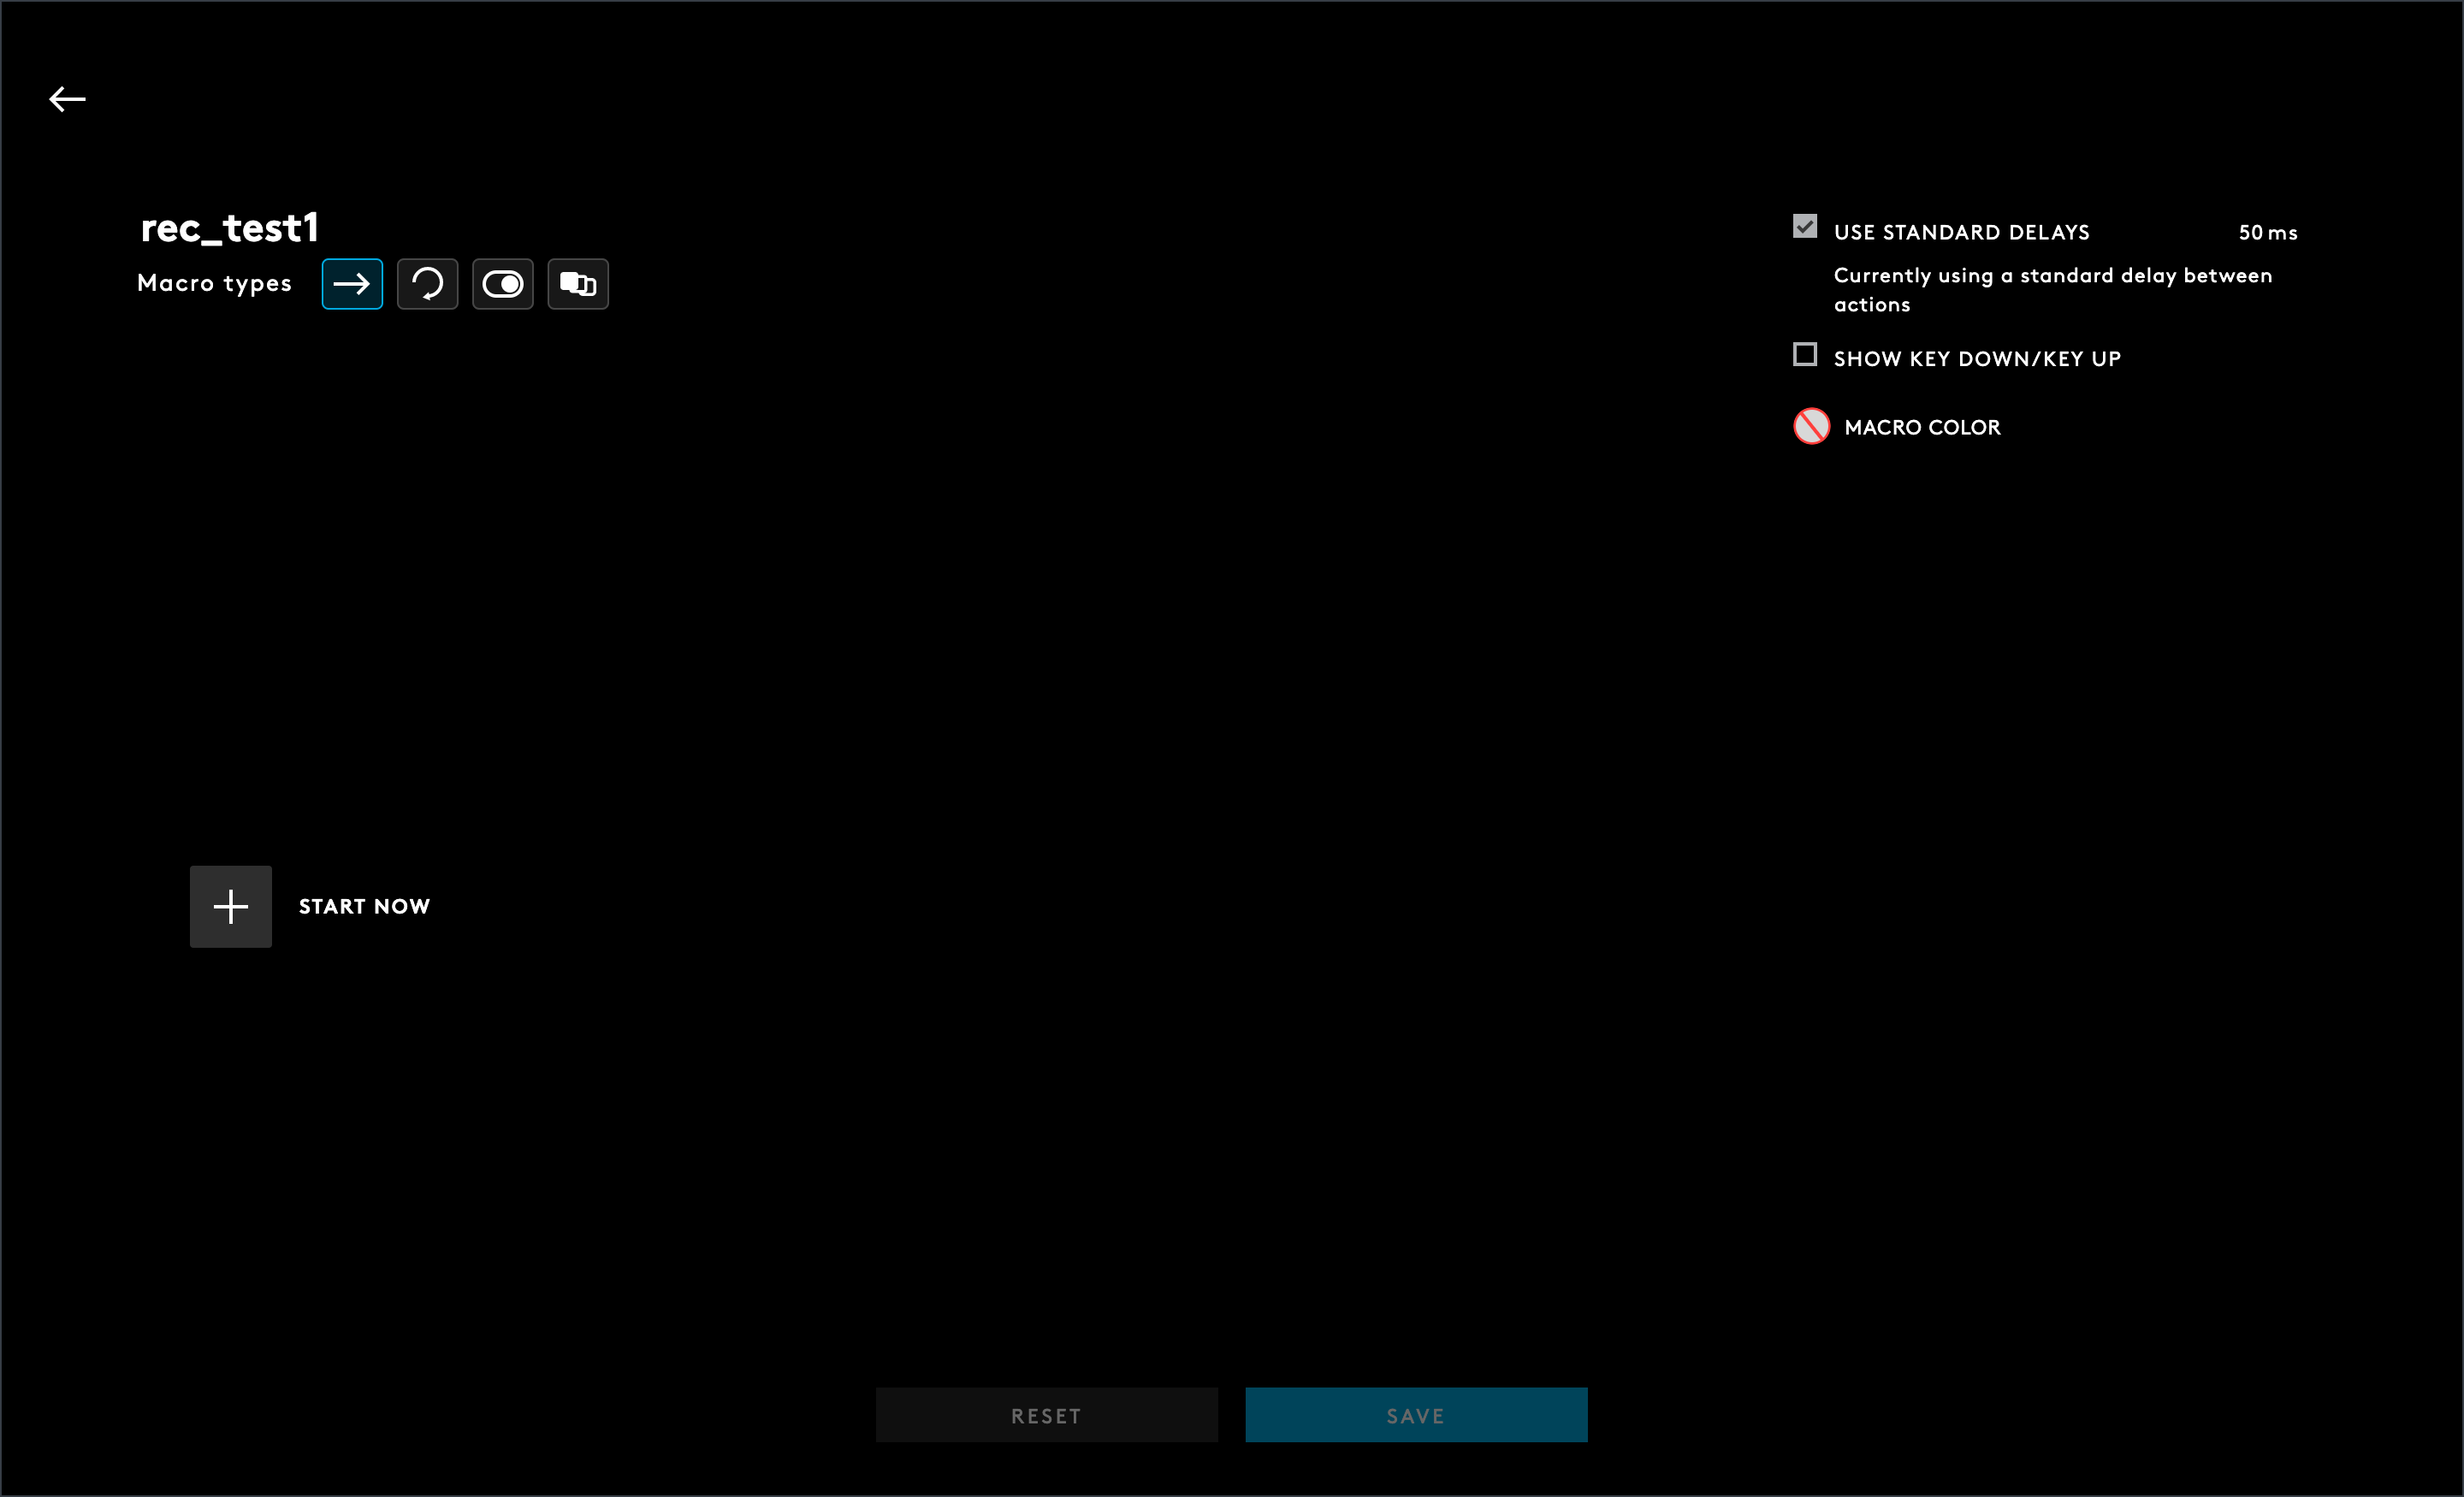 rec_test1
Macro types
USE STANDARD DELAYS 50 ms
Currently using a standard delay between
actions
SHOW KEY DOWN/KEY UP
MACRO COLOR
START NOW
RESET
SAVE